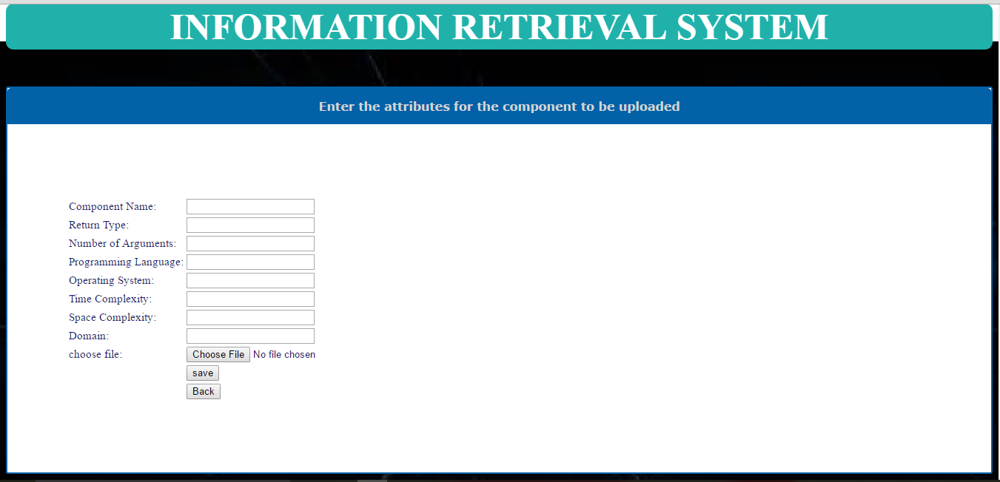 INFORMATION RETRIEVAL SYSTEM
Enter the attributes for the component to be uploaded
Component Name:
Return Type:
Number of Arguments:
Programming Language:
Operating System:
Time Complexity:
Space Complexity:
Domain:
choose file: Choose File No file chosen
save
Back